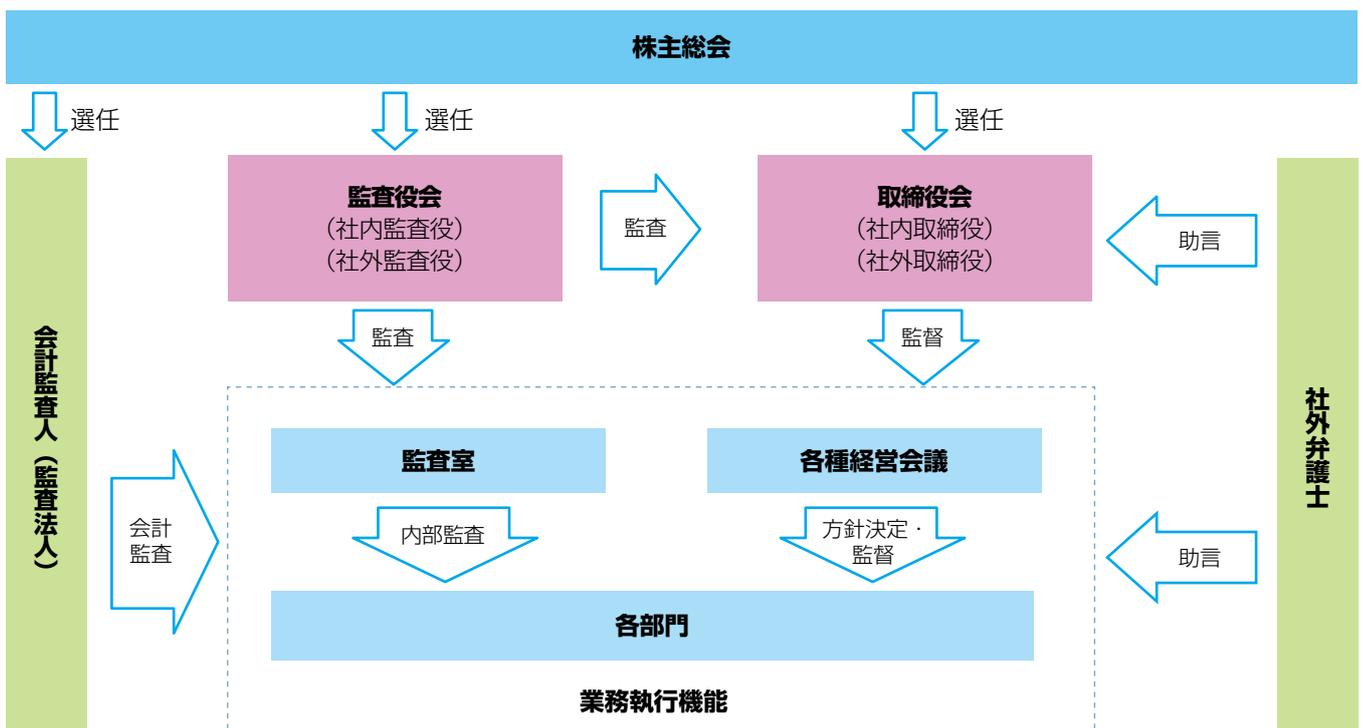 株主総会
選任
選任
選任
監査役会
（社内監査役）
（社外監査役）
監査
取締役会
（社内取締役）
（社外取締役）
助言
監査
監督
会計監査人（監査法人）
社外弁護士
監査室
各種経営会議
会計
監査
内部監査
方針決定・
監督
助言
各部門
業務執行機能